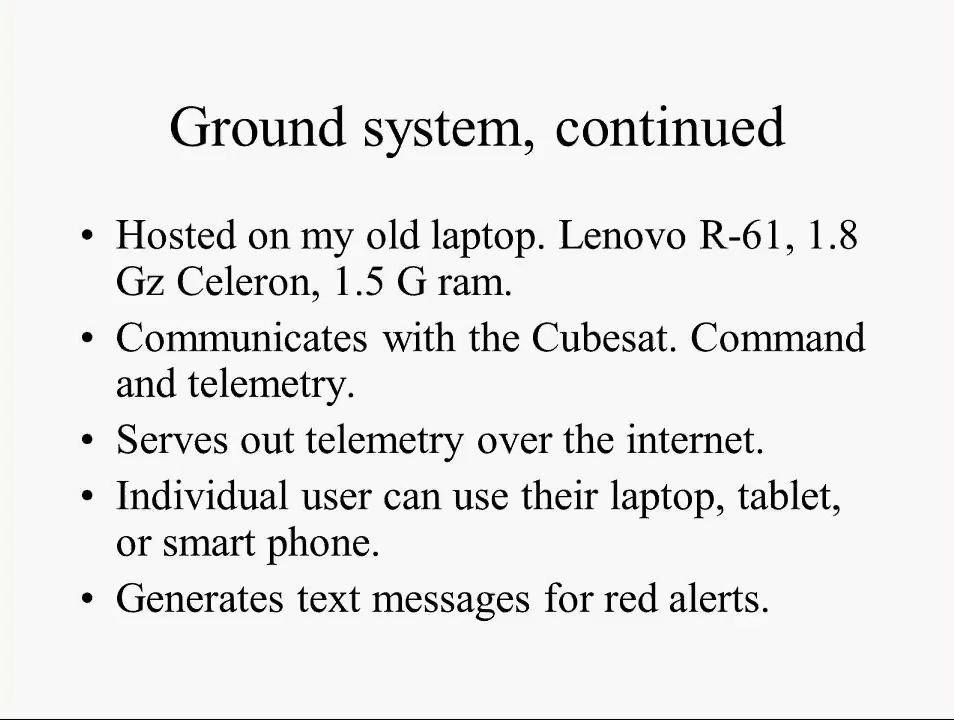 Ground system, continued
• Hosted on my old laptop. Lenovo R-61, 1.8
Gz Celeron, 1.5 G ram.
• Communicates with the Cubesat. Command
and telemetry.
• Serves out telemetry over the internet.
• Individual user can use their laptop, tablet,
or smart phone.
• Generates text messages for red alerts.